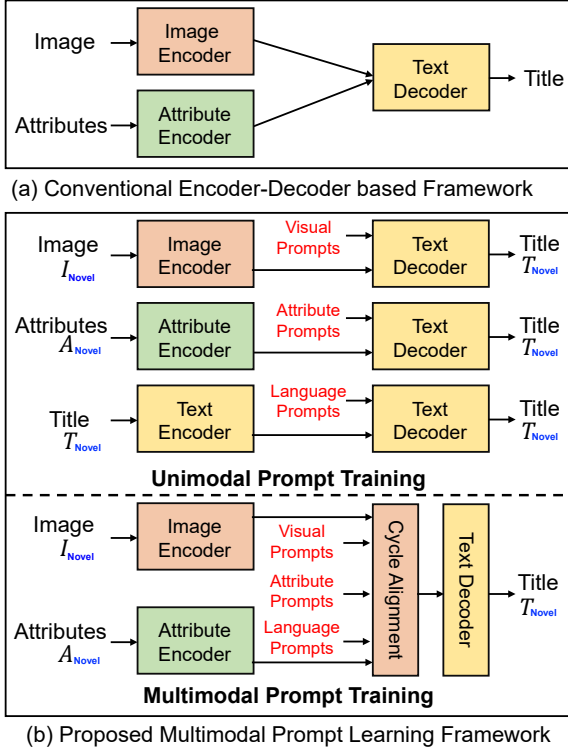 Image
Image
Encoder
Attributes
Attribute
Encoder
Text
Decoder
Title
(a) Conventional Encoder-Decoder based Framework
Image
I Novel
Image
Encoder
Visual
Prompts
Text
Decoder
Title
T Novel
Attributes
A Novel
Attribute
Encoder
Attribute
Prompts
Text
Decoder
Title
T Novel
Title
T Novel
Text
Encoder
Language
Prompts
Text
Decoder
Title
T Novel
Unimodal Prompt Training
Image
I Novel
Image
Encoder
Visual
Prompts
Attribute
Prompts
Attributes
A Novel
Attribute
Encoder
Language
Prompts
Cycle Alignment
Text Decoder
Title
T Novel
Multimodal Prompt Training
(b) Proposed Multimodal Prompt Learning Framework